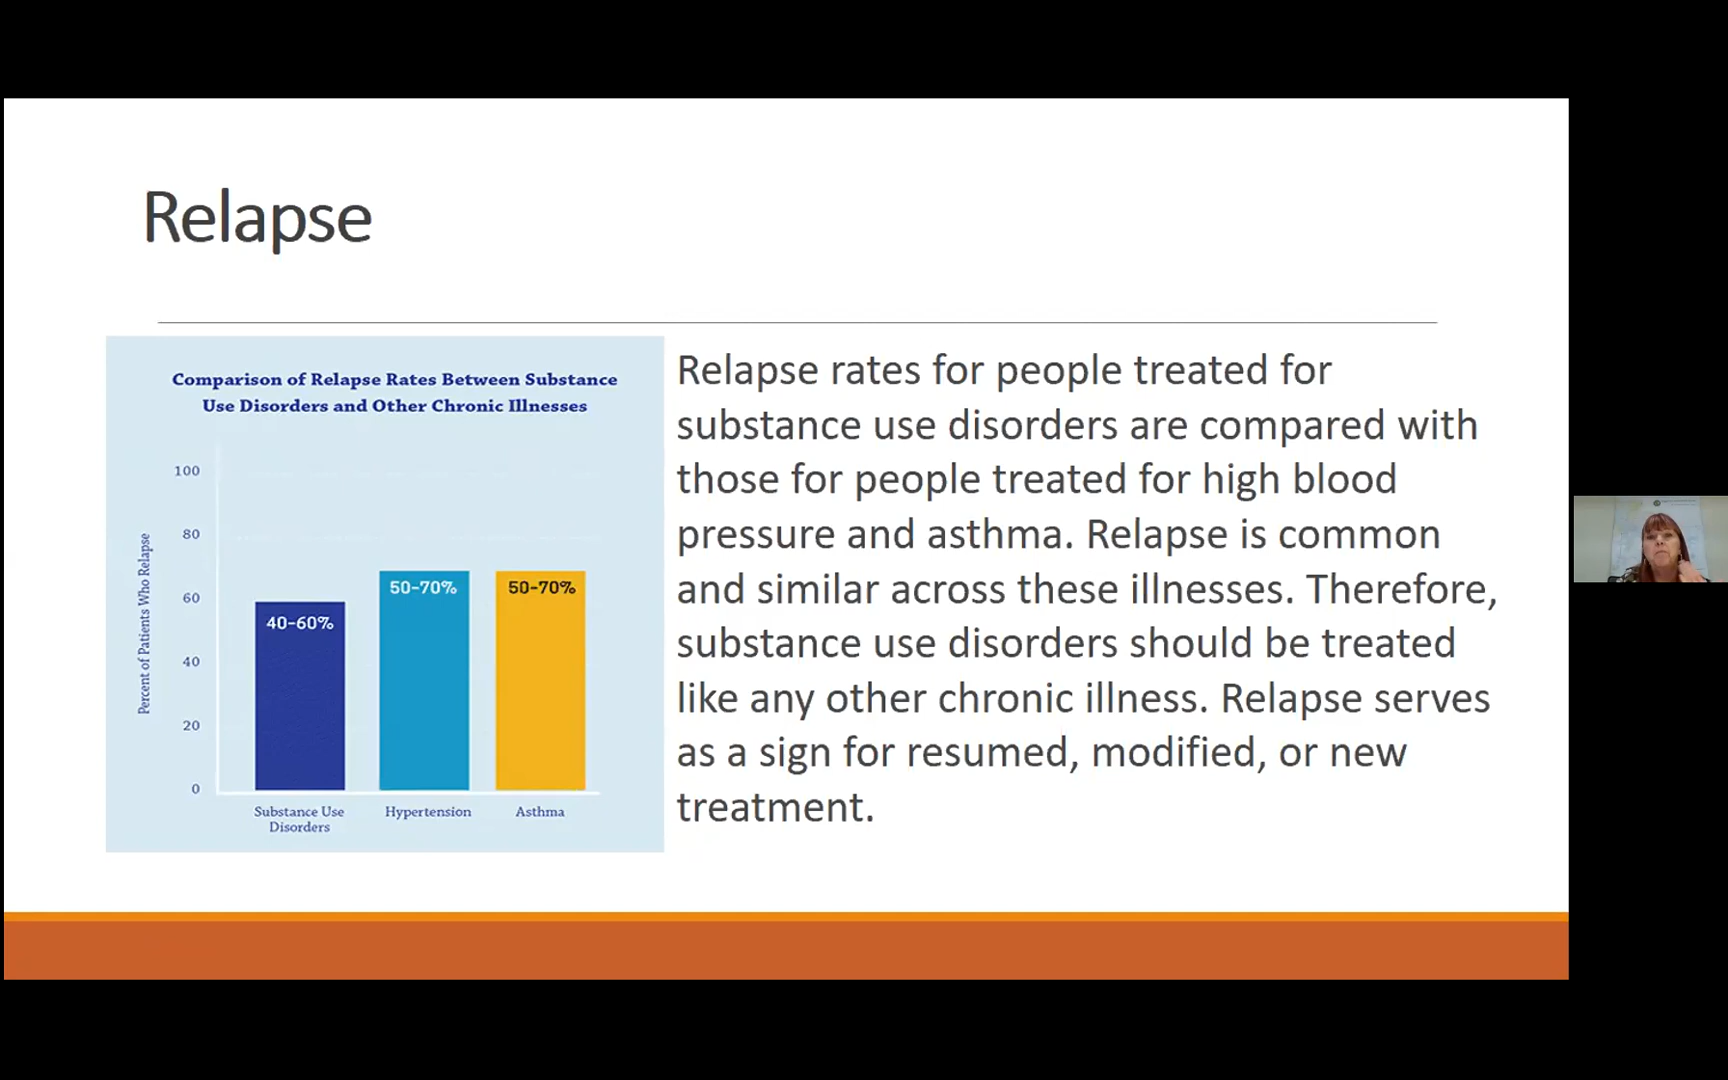 Relapse
Comparison of Relapse Rates Between Substance
Use Disorders and Other Chronic Illnesses
Percent of Patients Who Relapse
100
80
60
40
20
0
40-60%
50-70%
50-70%
Substance Use
Disorders
Hypertension
Asthma
Relapse rates for people treated for
substance use disorders are compared with
those for people treated for high blood
pressure and asthma. Relapse is common
and similar across these illnesses. Therefore,
substance use disorders should be treated
like any other chronic illness. Relapse serves
as a sign for resumed, modified, or new
treatment.